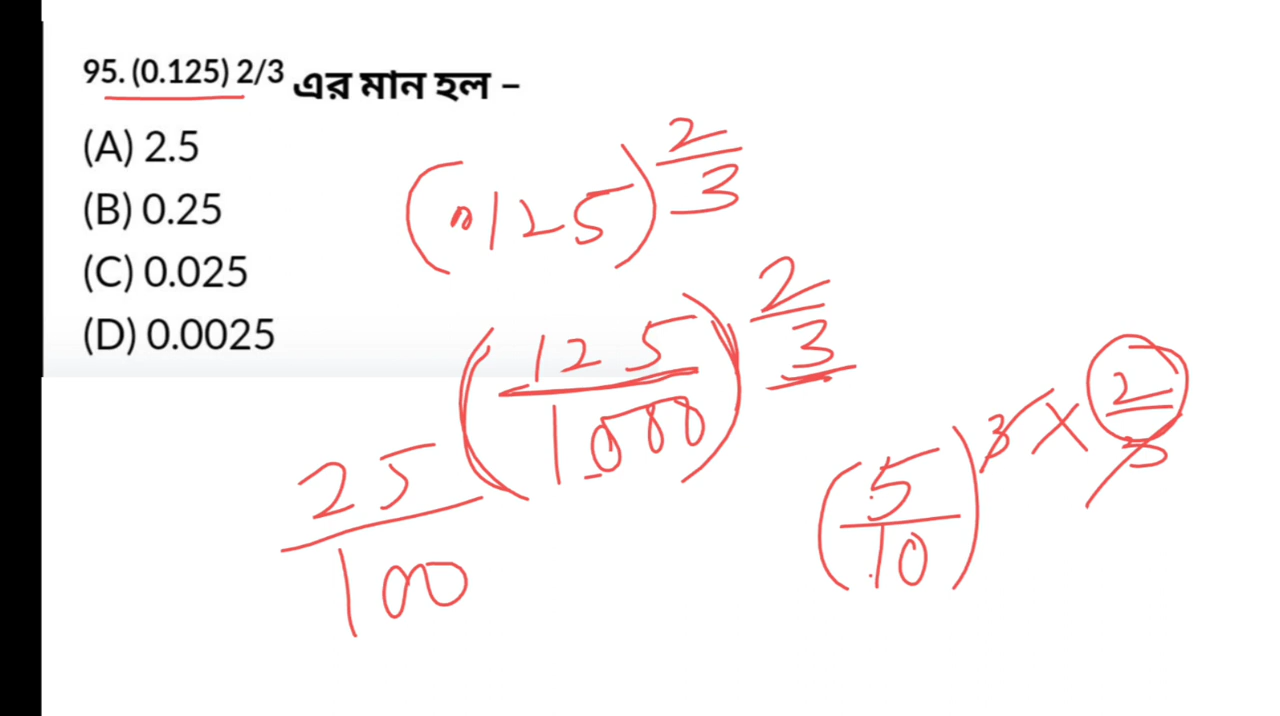 95. (0.125) 2/3 এর মান হল –
(A) 2.5
(B) 0.25
(C) 0.025
(D) 0.0025
(0.125)^2/3
(125/1000)^2/3
(5/10)^3×2/3
25/100